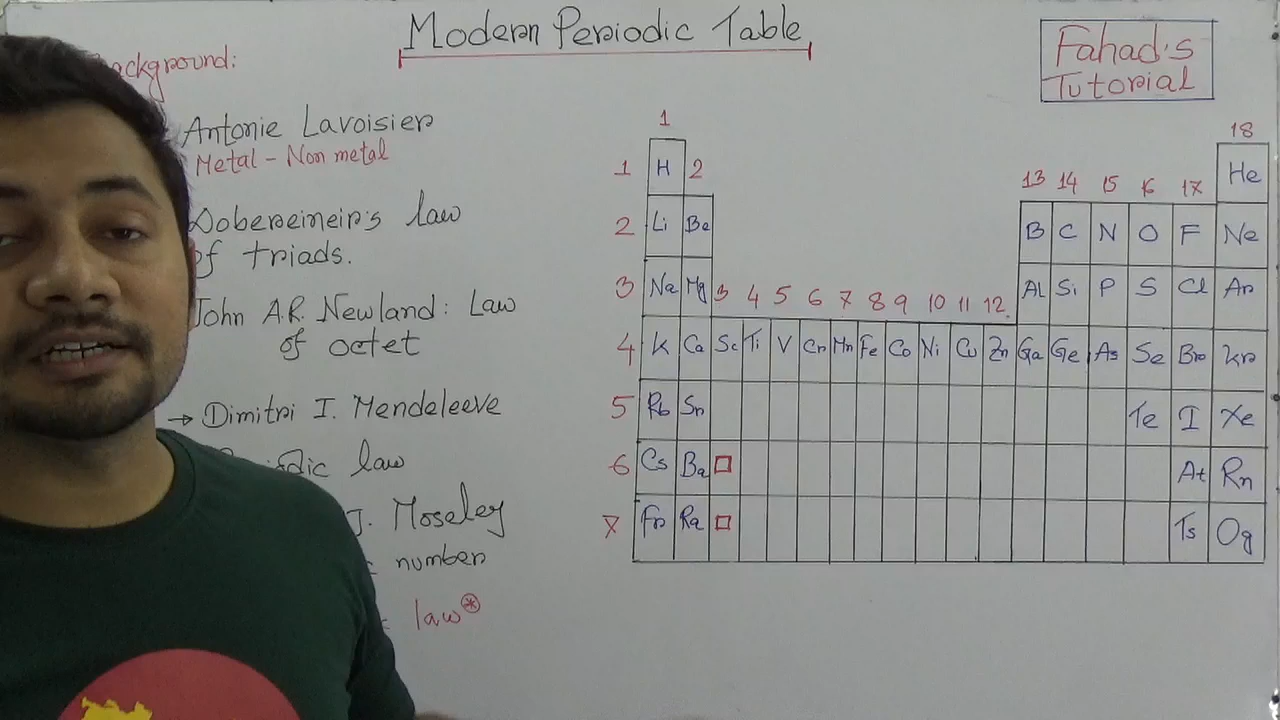 Modern Periodic Table
Fahad's
Tutorial
Background:
Antonie Lavoisier
Metal - Non metal
Dobereineir's law
of triads.
John A.R. Newland: Law
of octet
→ Dimitri I. Mendeleeve
law
J. Moseley
number
law*
1 18
1 H 2 13 14 15 16 17 He
2 Li Be B C N O F Ne
3 Na Mg 3 4 5 6 7 8 9 10 11 12 Al Si P S Cl Ar
4 K Ca Sc Ti V Cr Mn Fe Co Ni Cu Zn Ga Ge As Se Br Kr
5 Rb Sr Te I Xe
6 Cs Ba At Rn
7 Fr Ra Ts Og